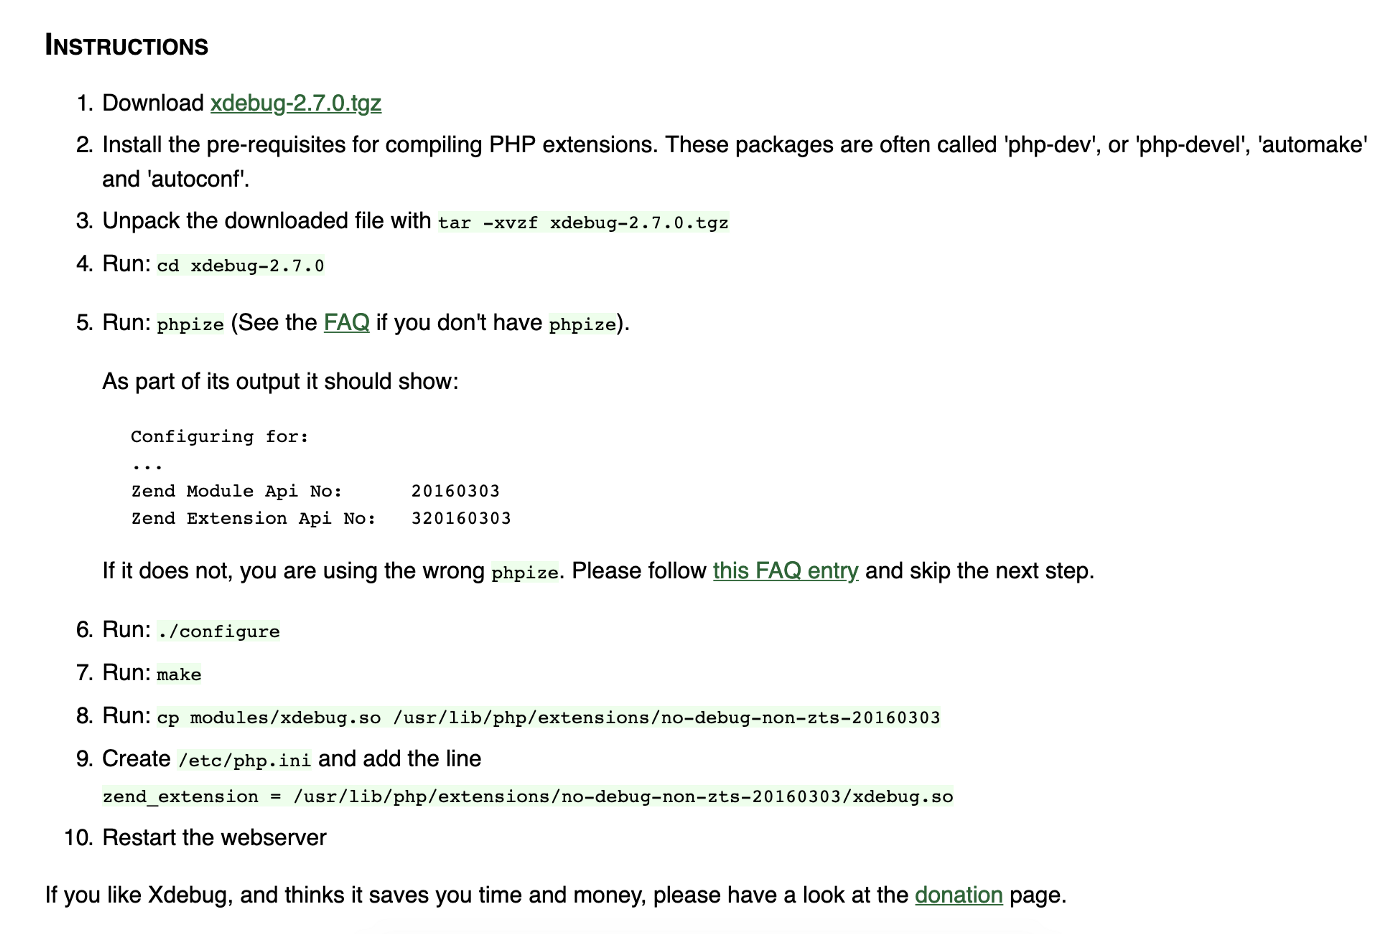 INSTRUCTIONS
1. Download xdebug-2.7.0.tgz
2. Install the pre-requisites for compiling PHP extensions. These packages are often called 'php-dev', or 'php-devel', 'automake'
and 'autoconf'.
3. Unpack the downloaded file with tar -xvzf xdebug-2.7.0.tgz
4. Run: cd xdebug-2.7.0
5. Run: phpize (See the FAQ if you don't have phpize).
As part of its output it should show:
Configuring for:
...
Zend Module Api No:      20160303
Zend Extension Api No:   320160303
If it does not, you are using the wrong phpize. Please follow this FAQ entry and skip the next step.
6. Run: ./configure
7. Run: make
8. Run: cp modules/xdebug.so /usr/lib/php/extensions/no-debug-non-zts-20160303
9. Create /etc/php.ini and add the line
zend_extension = /usr/lib/php/extensions/no-debug-non-zts-20160303/xdebug.so
10. Restart the webserver
If you like Xdebug, and thinks it saves you time and money, please have a look at the donation page.